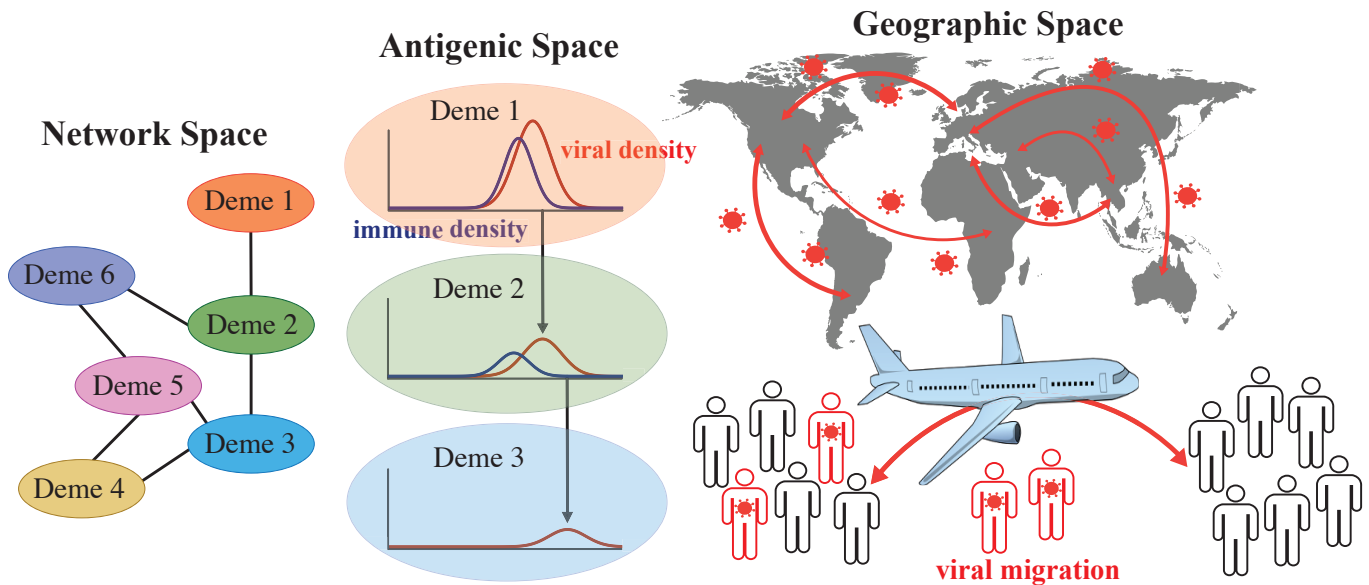 Network Space
Deme 1
Deme 6
Deme 2
Deme 5
Deme 3
Deme 4
Antigenic Space
Deme 1
viral density
immune density
Deme 2
Deme 3
Geographic Space
viral migration